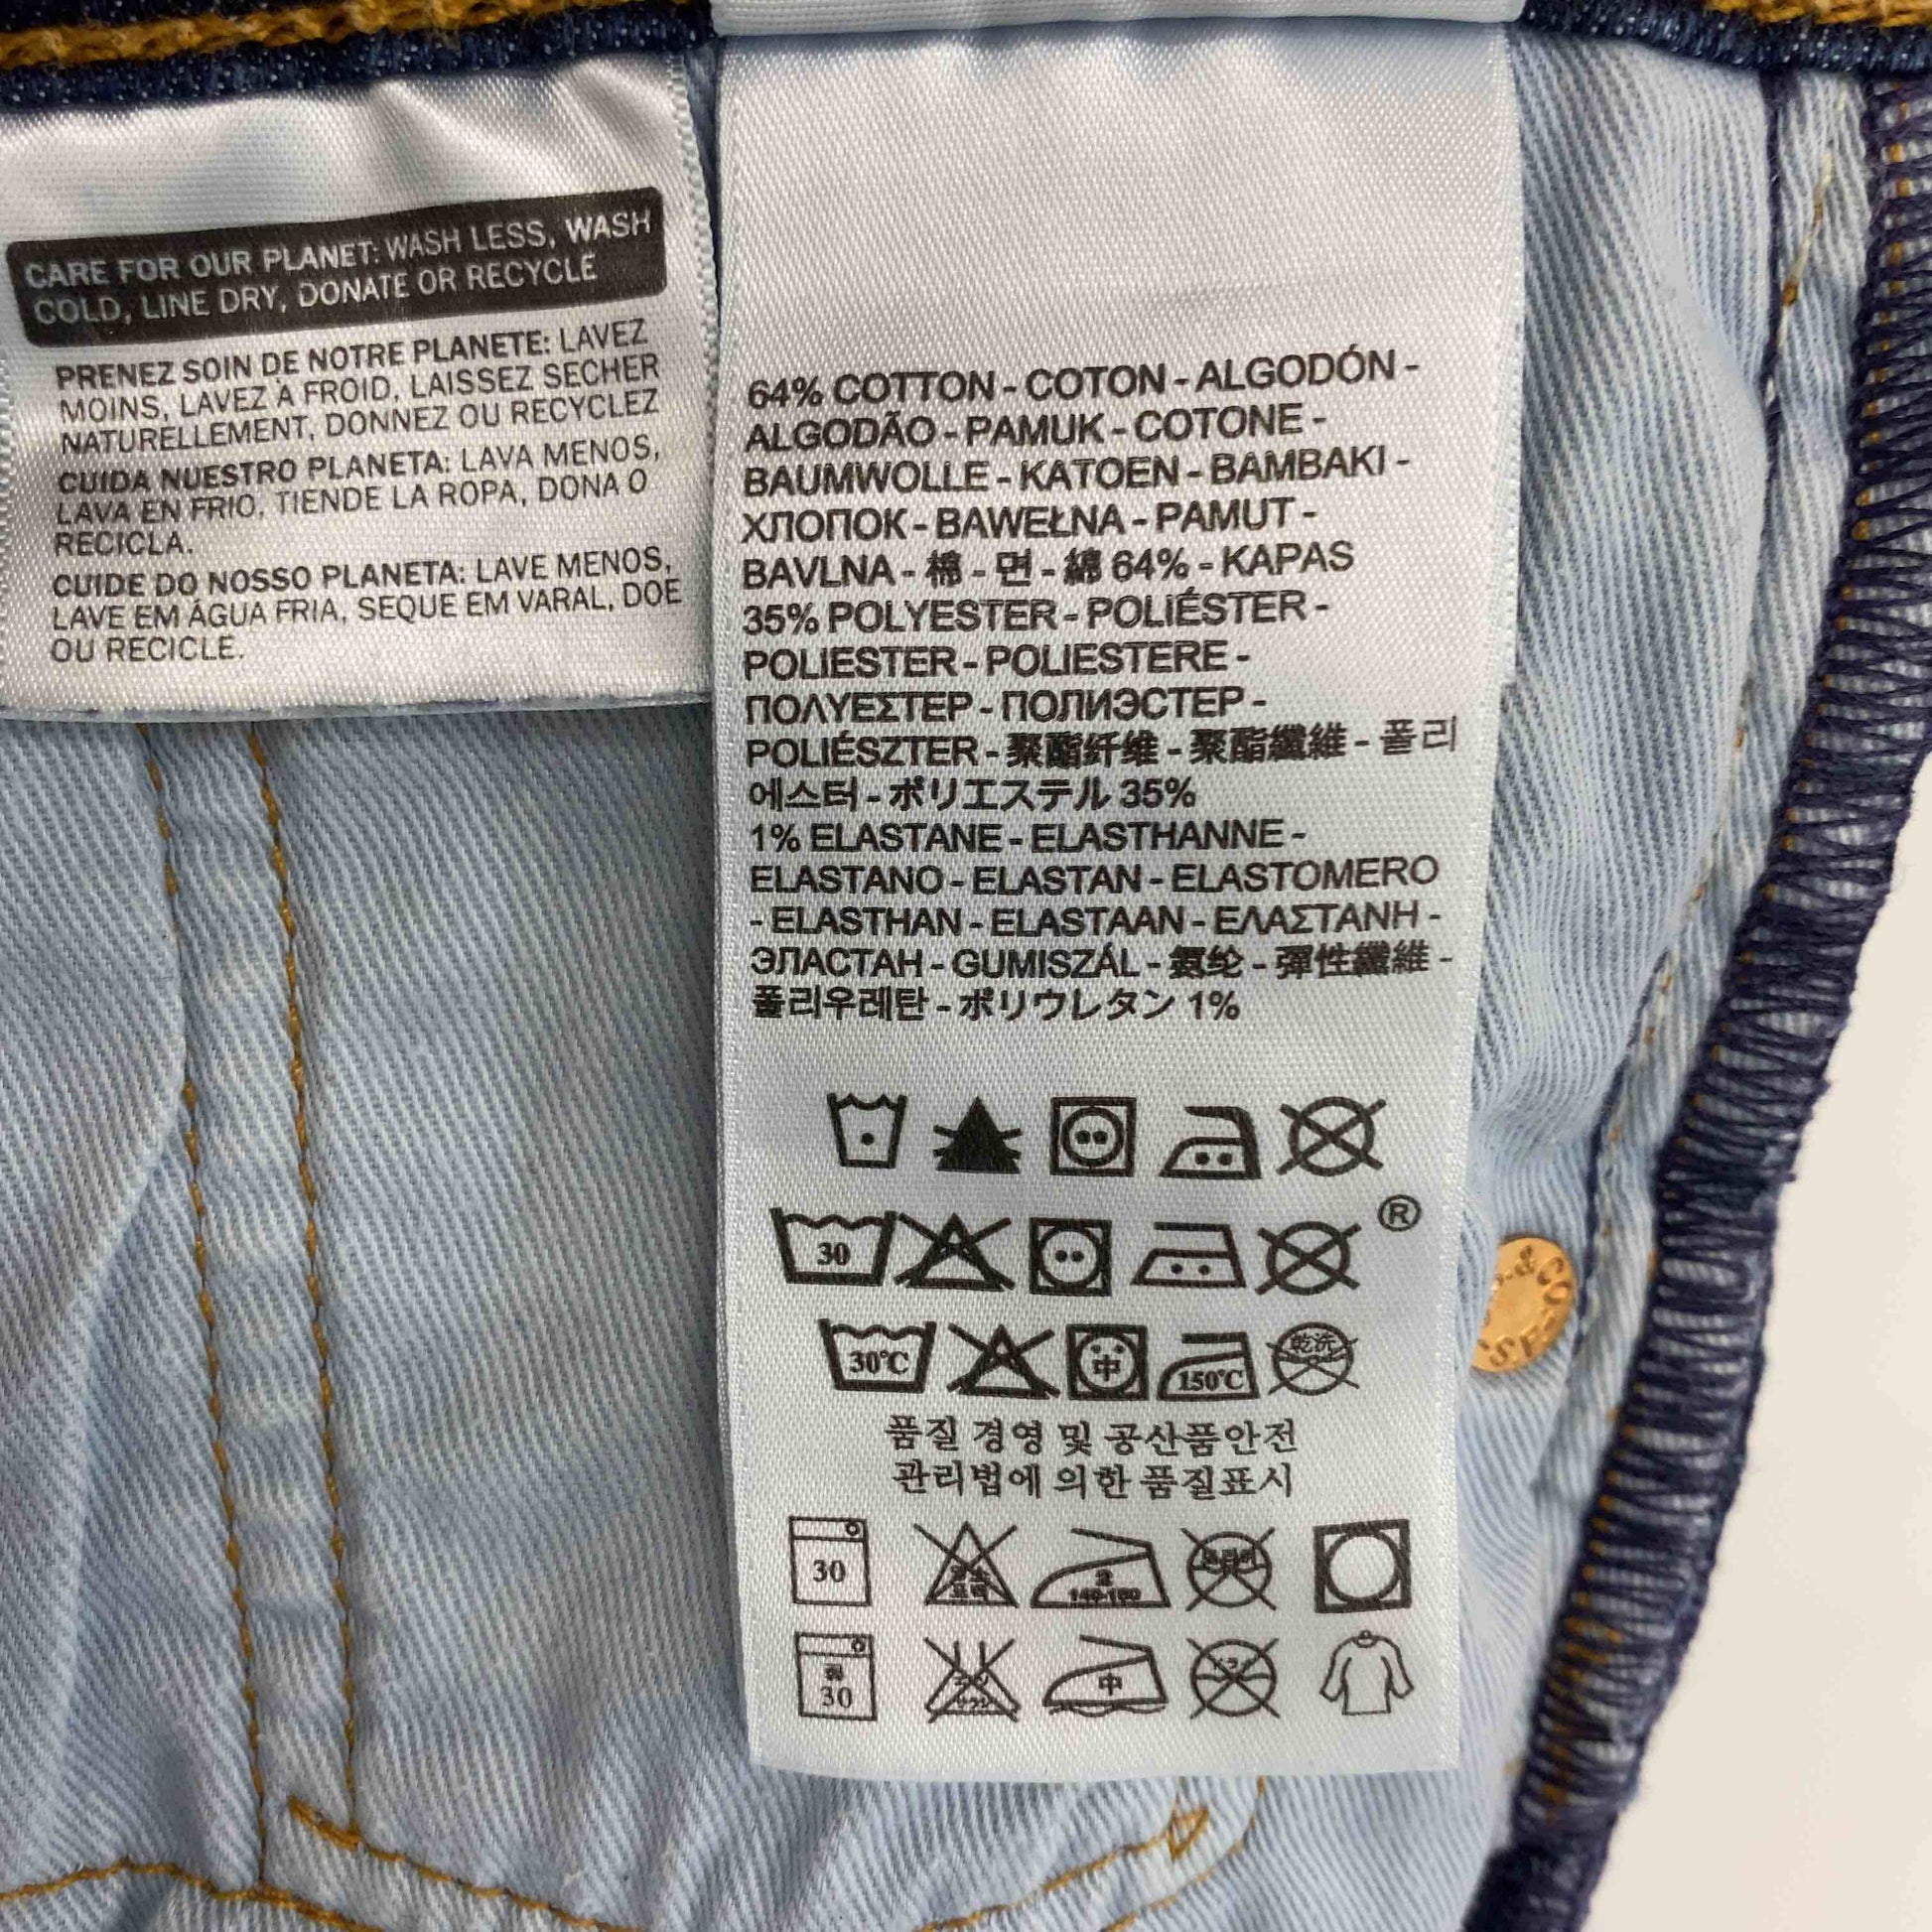 CARE FOR OUR PLANET: WASH LESS, WASH
COLD, LINE DRY, DONATE OR RECYCLE
PRENEZ SOIN DE NOTRE PLANETE: LAVEZ
MOINS, LAVEZ À FROID, LAISSEZ SECHER
NATURELLEMENT, DONNEZ OU RECYCLEZ
CUIDA NUESTRO PLANETA: LAVA MENOS,
LAVA EN FRIO, TIENDE LA ROPA, DONA O
RECICLA.
CUIDE DO NOSSO PLANETA: LAVE MENOS,
LAVE EM ÁGUA FRIA, SEQUE EM VARAL, DOE
OU RECICLE.
64% COTTON - COTON - ALGODÓN -
ALGODÃO - PAMUK - COTONE -
BAUMWOLLE - KATOEN - BAMBAKI -
ХЛОПОК - BAWEŁNA - PAMUT -
BAVLNA - 棉 - 면 - 綿 64% - KAPAS
35% POLYESTER - POLIÉSTER -
POLIESTER - POLIESTERE -
ΠΟΛΥΕΣΤΕΡ - ПОЛИЭСТЕР -
POLIÉSZTER - 聚酯纤维 - 聚酯纖維 - 폴리
에스터 - ポリエステル 35%
1% ELASTANE - ELASTHANNE -
ELASTANO - ELASTAN - ELASTOMERO
- ELASTHAN - ELASTAAN - ΕΛΑΣΤΑΝΗ -
ЭЛАСТАН - GUMISZÁL - 氨纶 - 彈性纖維 -
폴리우레탄 - ポリウレタン 1%
®
30
30℃ 中 150℃ 乾洗
품질 경영 및 공산품안전
관리법에 의한 품질표시
30
30 中
&CO